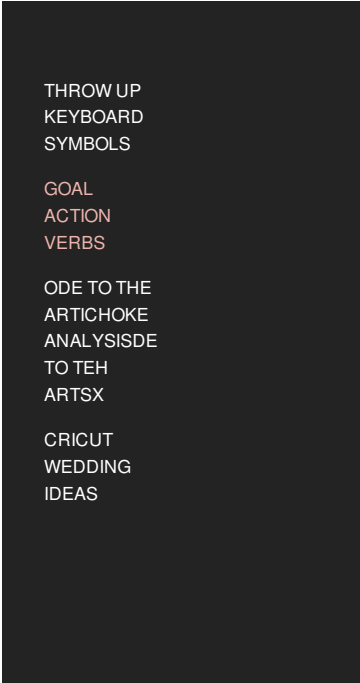 THROW UP
KEYBOARD
SYMBOLS
GOAL
ACTION
VERBS
ODE TO THE
ARTICHOKE
ANALYSISDE
TO TEH
ARTSX
CRICUT
WEDDING
IDEAS